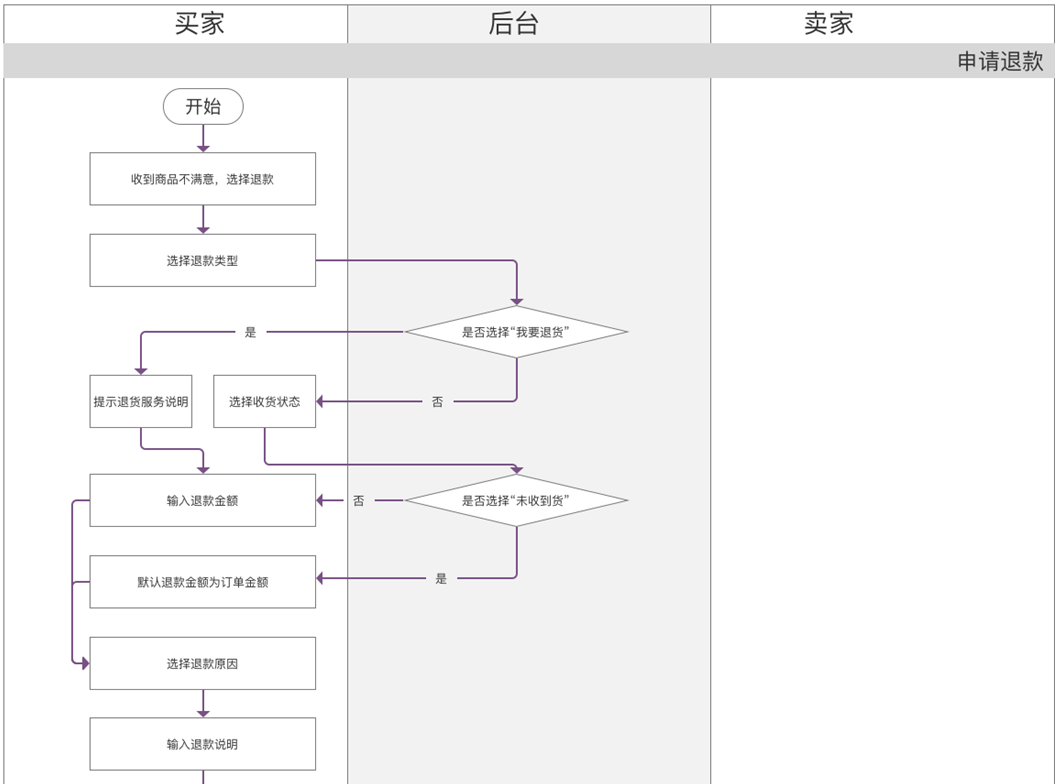 买家
后台
卖家
申请退款
开始
收到商品不满意，选择退款
选择退款类型
是否选择“我要退货”
是
提示退货服务说明
选择收货状态
否
输入退款金额
否
是否选择“未收到货”
默认退款金额为订单金额
是
选择退款原因
输入退款说明